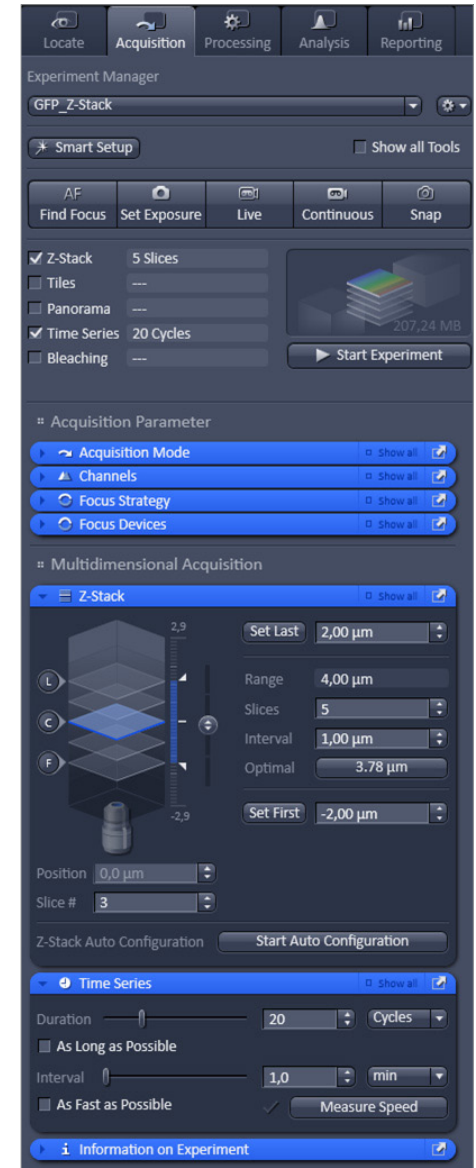 Locate Acquisition Processing Analysis Reporting
Experiment Manager
GFP_Z-Stack
Smart Setup Show all Tools
AF
Find Focus Set Exposure Live Continuous Snap
Z-Stack 5 Slices
Tiles ---
Panorama ---
207,24 MB
Time Series 20 Cycles
Bleaching ---
Start Experiment
Acquisition Parameter
Acquisition Mode Show all
Channels Show all
Focus Strategy Show all
Focus Devices Show all
Multidimensional Acquisition
Z-Stack Show all
2,9
Set Last 2,00 µm
L
Range 4,00 µm
Slices 5
C
Interval 1,00 µm
F
Optimal 3.78 µm
-2,9
Set First -2,00 µm
Position 0,0 µm
Slice # 3
Z-Stack Auto Configuration Start Auto Configuration
Time Series Show all
Duration 20 Cycles
As Long as Possible
Interval 1,0 min
As Fast as Possible Measure Speed
i Information on Experiment